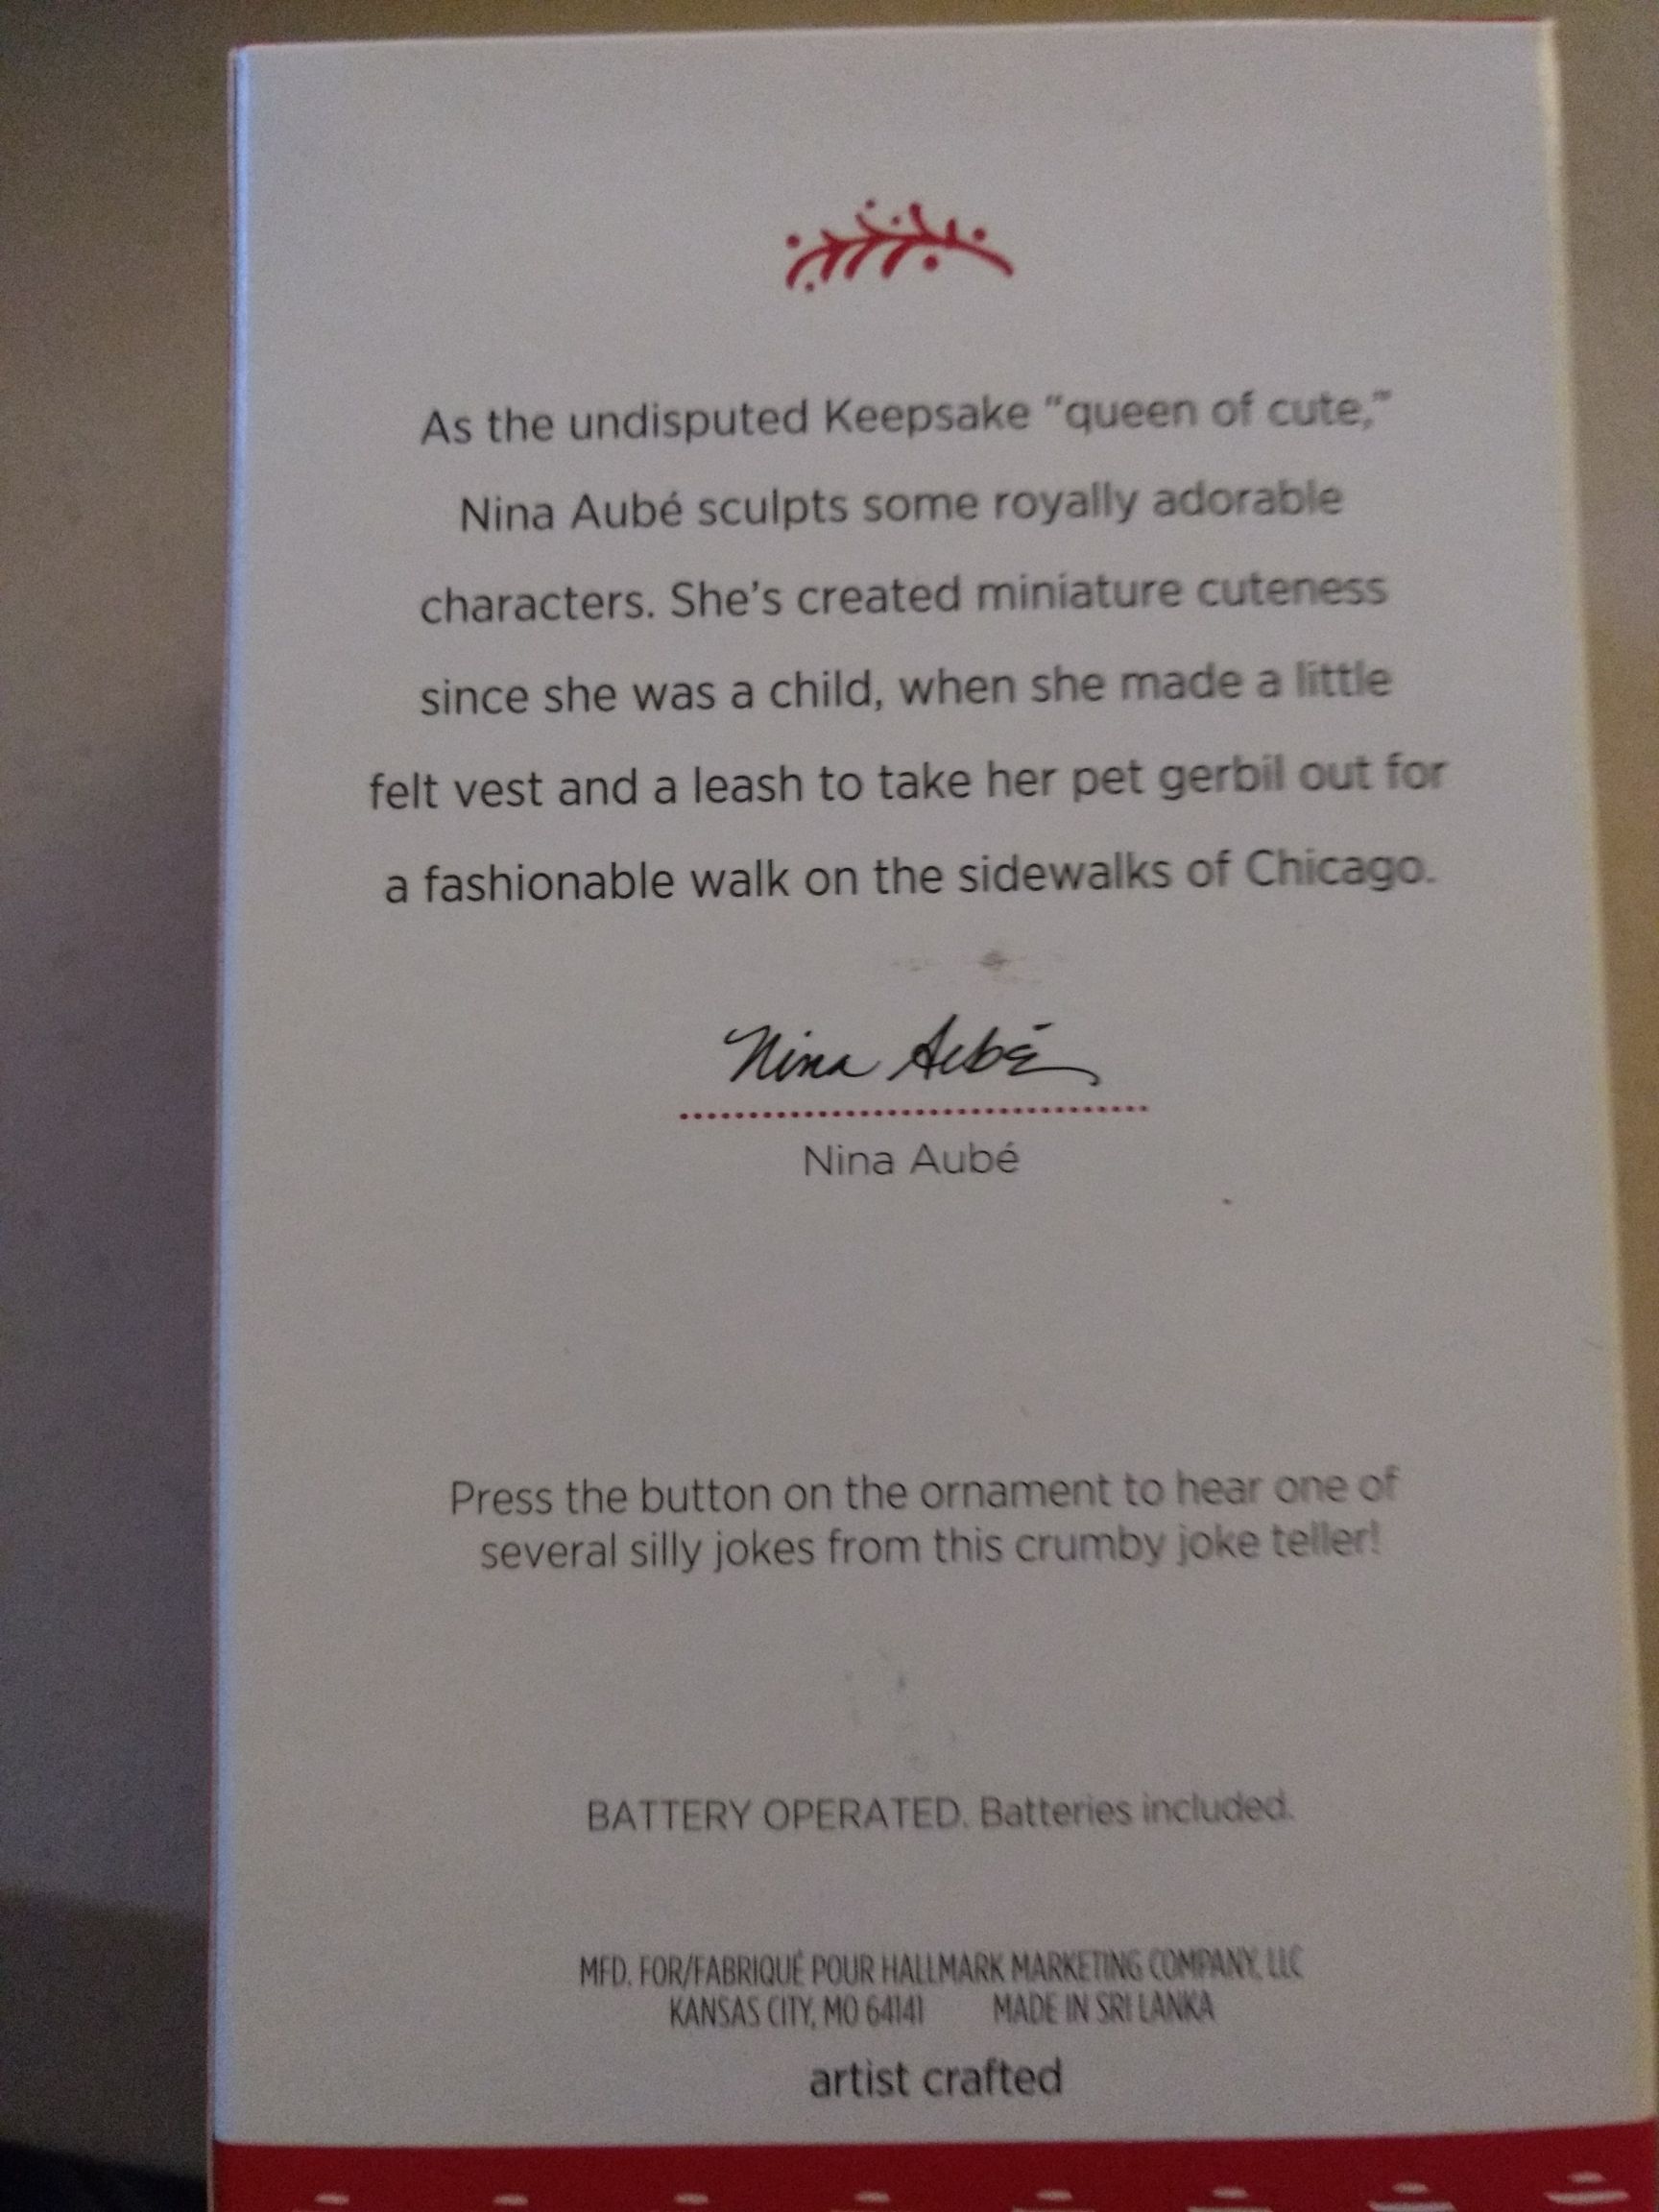 As the undisputed Keepsake “queen of cute,”
Nina Aubé sculpts some royally adorable
characters. She’s created miniature cuteness
since she was a child, when she made a little
felt vest and a leash to take her pet gerbil out for
a fashionable walk on the sidewalks of Chicago.
Nina Aubé
Nina Aubé
Press the button on the ornament to hear one of
several silly jokes from this crumby joke teller!
BATTERY OPERATED. Batteries included.
MFD. FOR/FABRIQUÉ POUR HALLMARK MARKETING COMPANY, LLC
KANSAS CITY, MO 64141 MADE IN SRI LANKA
artist crafted